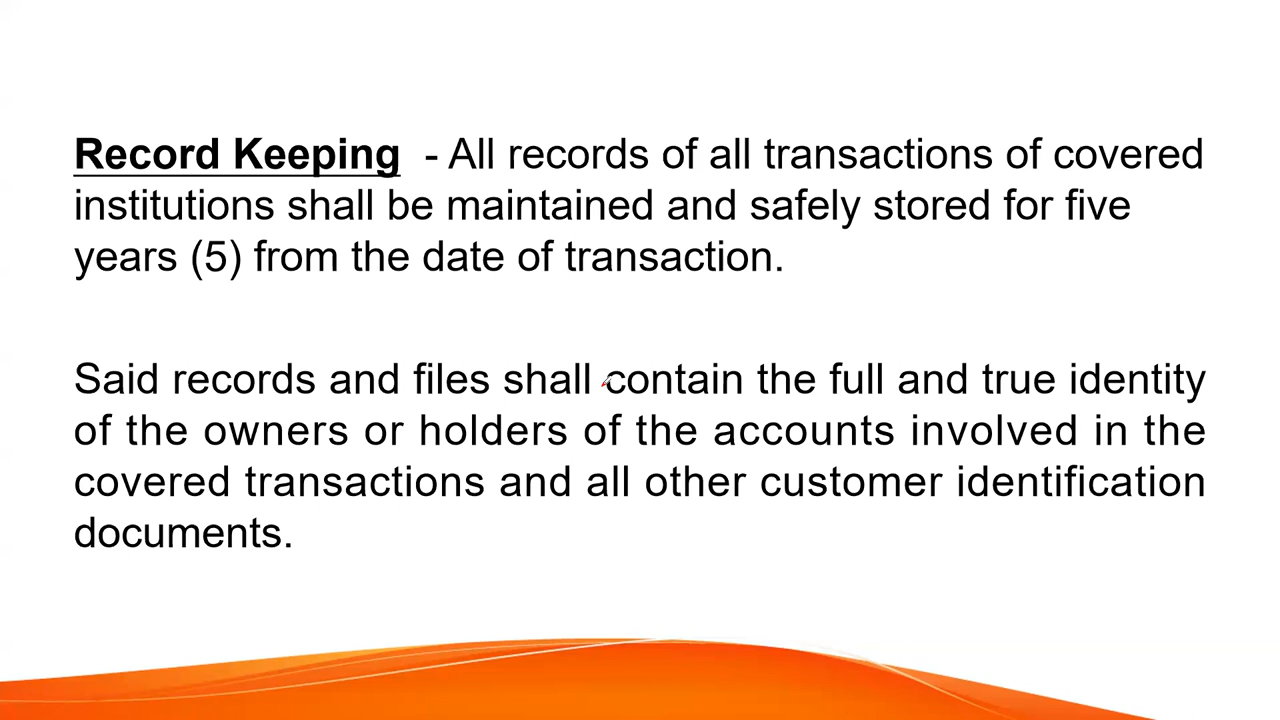 Record Keeping - All records of all transactions of covered
institutions shall be maintained and safely stored for five
years (5) from the date of transaction.
Said records and files shall contain the full and true identity
of the owners or holders of the accounts involved in the
covered transactions and all other customer identification
documents.